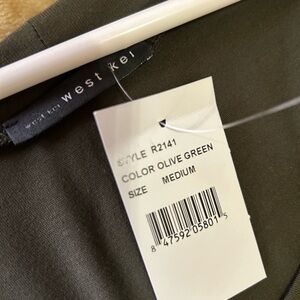 west kei
STYLE R2141
COLOR OLIVE GREEN
SIZE MEDIUM
8 47592 05801 5